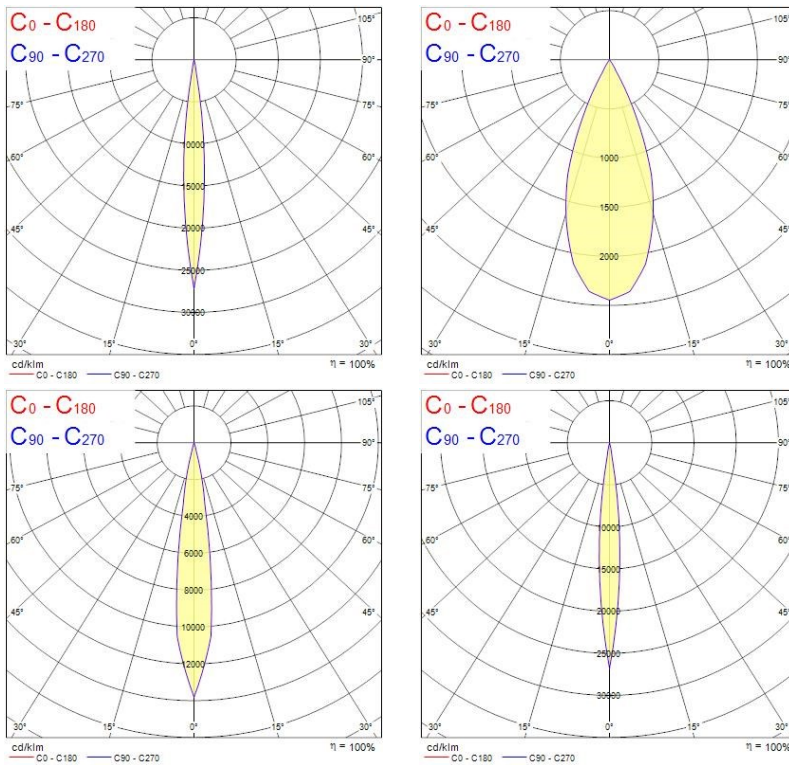 C0 - C180
C90 - C270
105°
90°
75°
75°
60°
60°
45°
45°
10000
15000
20000
25000
30000
30°
15°
0°
15°
30°
cd/klm
η = 100%
C0 - C180
C90 - C270
C0 - C180
C90 - C270
105°
90°
75°
75°
60°
60°
45°
45°
1000
1500
2000
30°
15°
0°
15°
30°
cd/klm
η = 100%
C0 - C180
C90 - C270
C0 - C180
C90 - C270
105°
90°
75°
75°
60°
60°
45°
45°
4000
6000
8000
10000
12000
30°
15°
0°
15°
30°
cd/klm
η = 100%
C0 - C180
C90 - C270
C0 - C180
C90 - C270
105°
90°
75°
75°
60°
60°
45°
45°
10000
15000
20000
25000
30000
30°
15°
0°
15°
30°
cd/klm
η = 100%
C0 - C180
C90 - C270